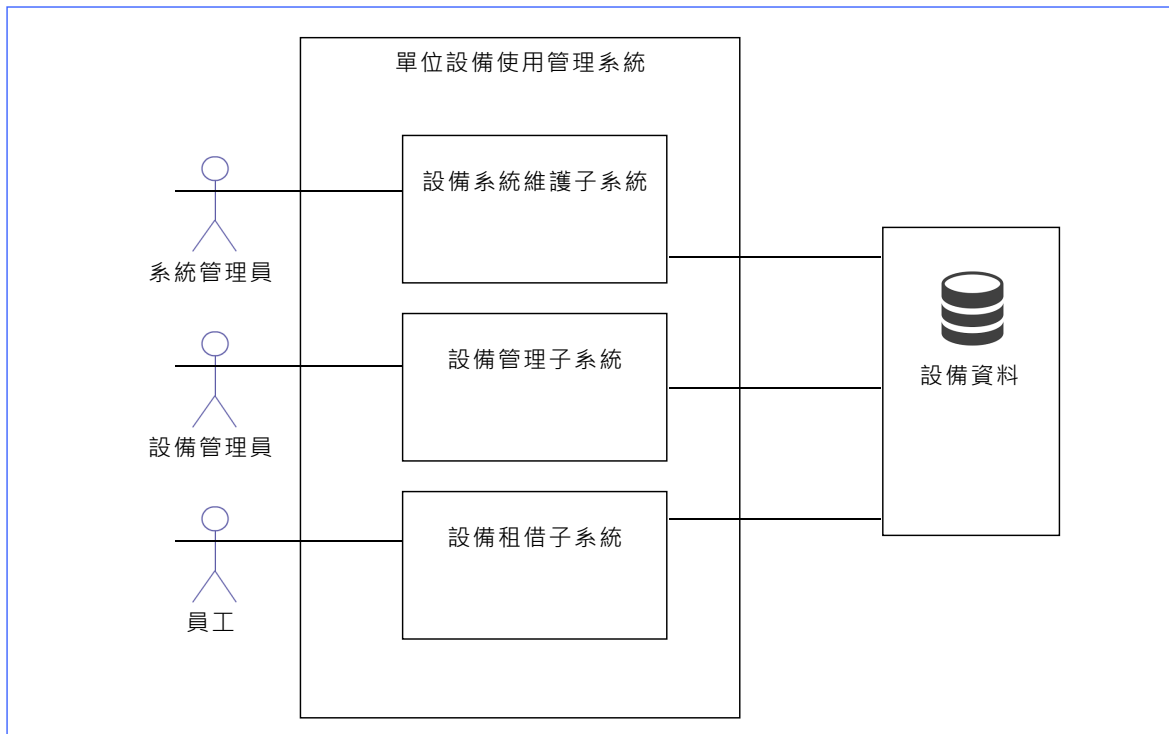 單位設備使用管理系統
設備系統維護子系統
系統管理員
設備管理子系統
設備資料
設備管理員
設備租借子系統
員工